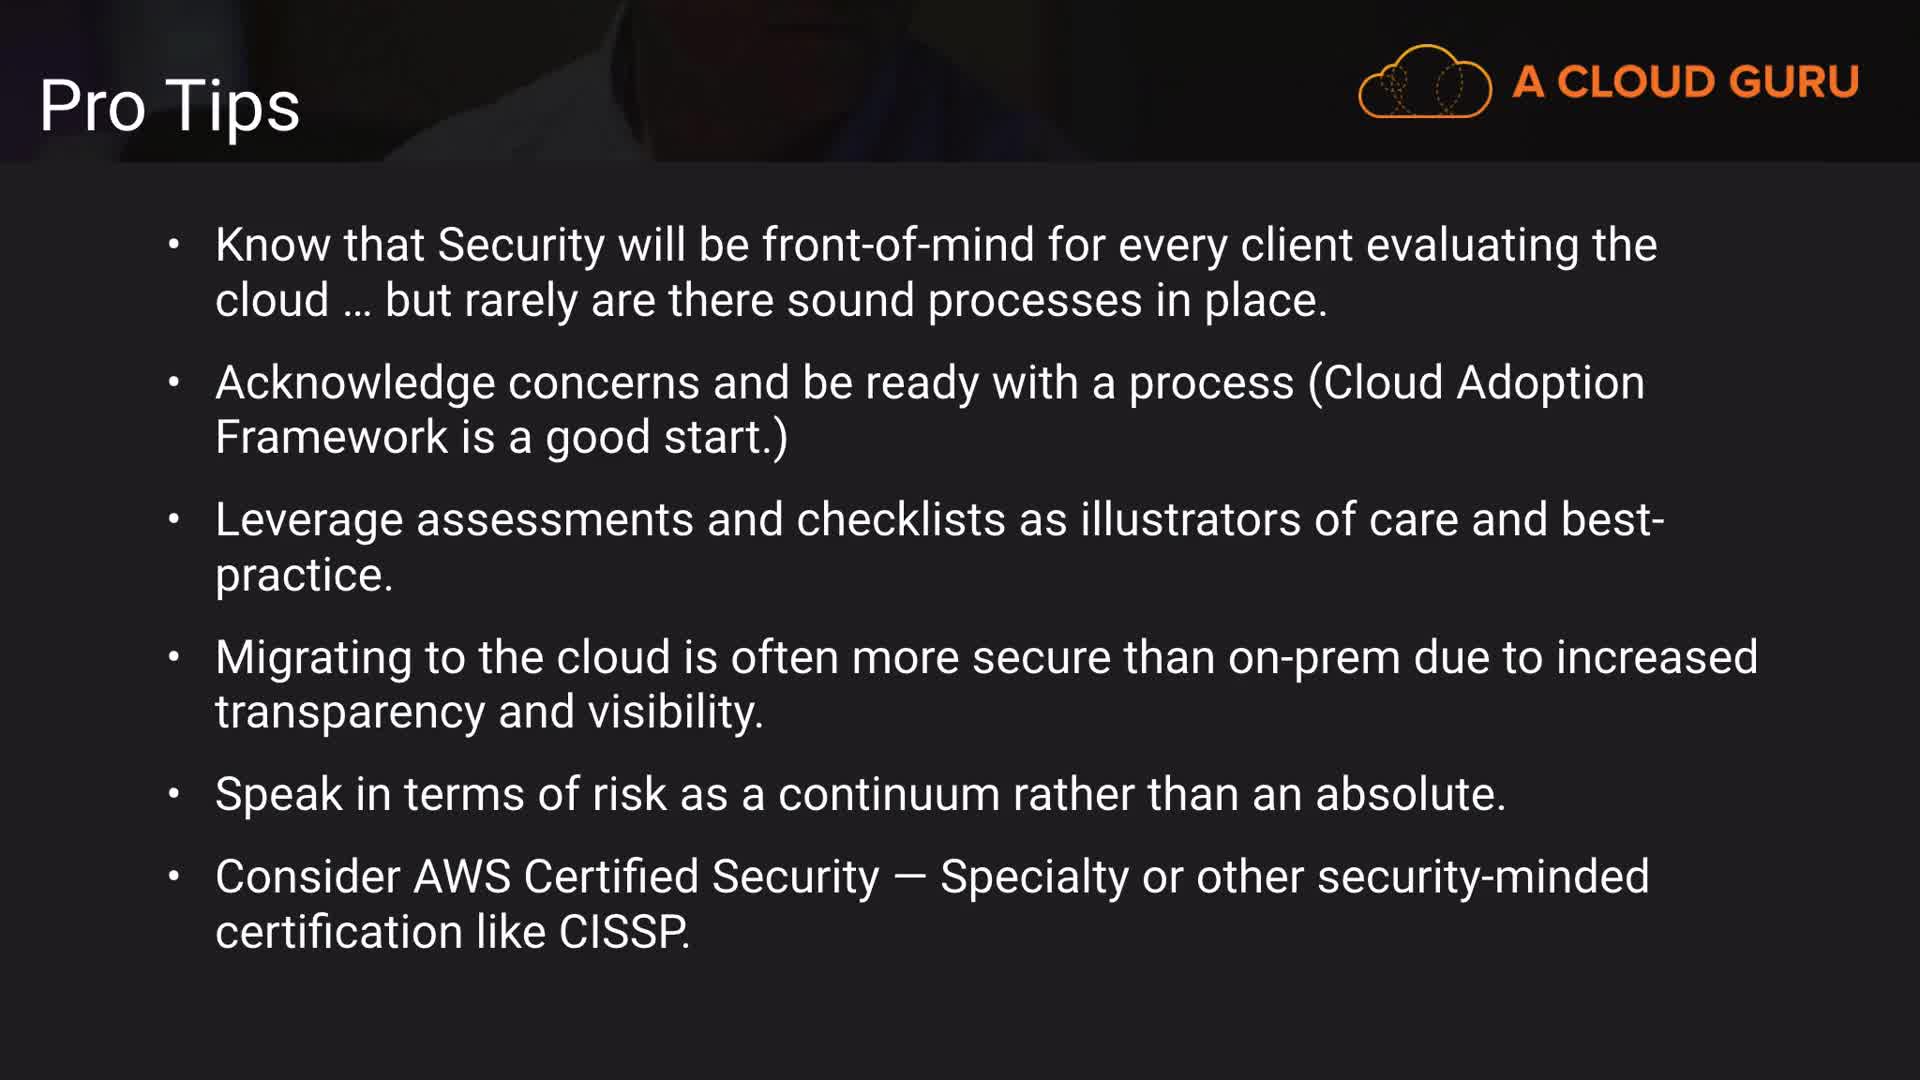 Pro Tips
A CLOUD GURU
• Know that Security will be front-of-mind for every client evaluating the
cloud ... but rarely are there sound processes in place.
• Acknowledge concerns and be ready with a process (Cloud Adoption
Framework is a good start.)
• Leverage assessments and checklists as illustrators of care and best-
practice.
• Migrating to the cloud is often more secure than on-prem due to increased
transparency and visibility.
• Speak in terms of risk as a continuum rather than an absolute.
• Consider AWS Certified Security — Specialty or other security-minded
certification like CISSP.